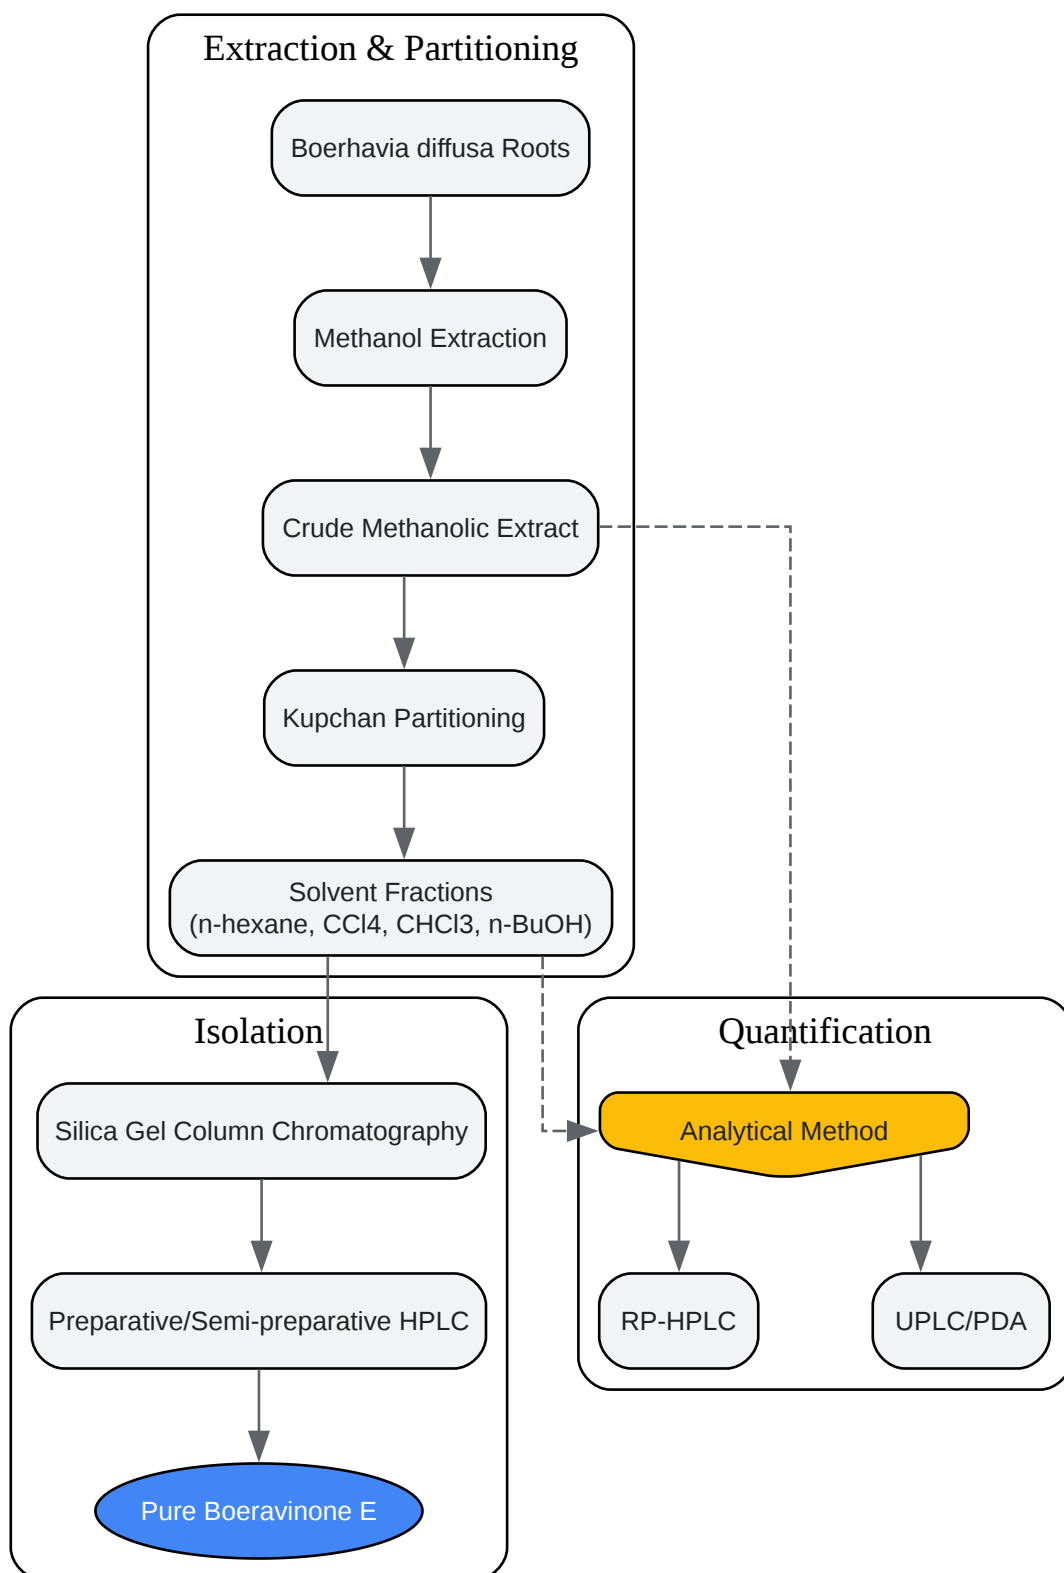 Extraction & Partitioning
Boerhavia diffusa Roots
Methanol Extraction
Crude Methanolic Extract
Kupchan Partitioning
Solvent Fractions
(n-hexane, CCl4, CHCl3, n-BuOH)
Isolation
Silica Gel Column Chromatography
Preparative/Semi-preparative HPLC
Pure Boeravinone E
Quantification
Analytical Method
RP-HPLC
UPLC/PDA